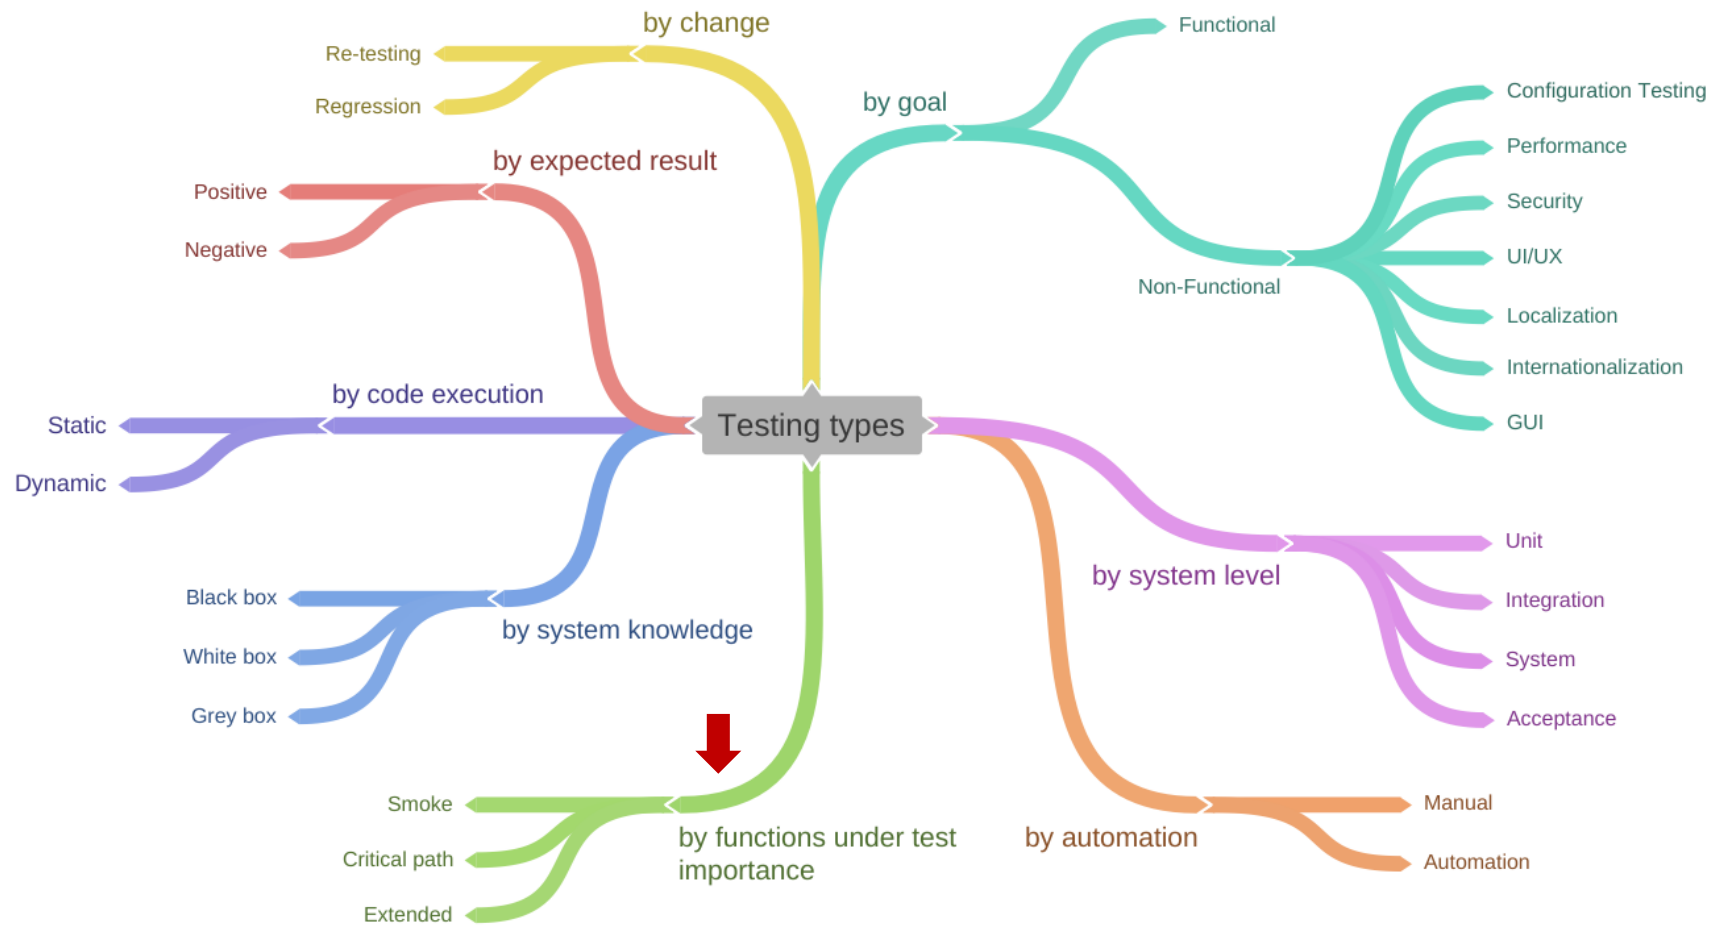 by change
Re-testing
Regression
by expected result
Positive
Negative
by code execution
Static
Dynamic
by system knowledge
Black box
White box
Grey box
by functions under test
importance
Smoke
Critical path
Extended
Testing types
by goal
Functional
Non-Functional
Configuration Testing
Performance
Security
UI/UX
Localization
Internationalization
GUI
by system level
Unit
Integration
System
Acceptance
by automation
Manual
Automation